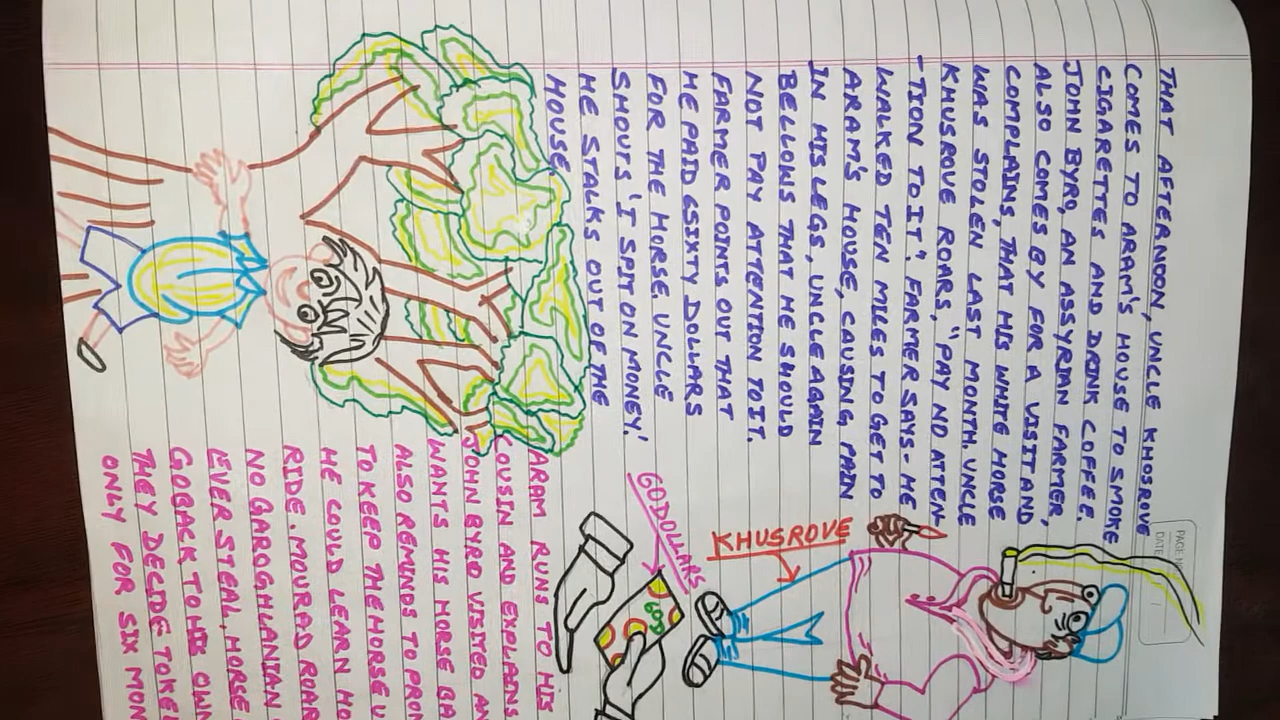 PAGE N
DATE
THAT AFTERNOON, UNCLE KHOSROVE
COMES TO ARAM'S HOUSE TO SMOKE
CIGARETTES AND DRINK COFFEE.
JOHN BYRO, AN ASSYRIAN FARMER,
ALSO COMES BY FOR A VISIT AND
COMPLAINS, THAT HIS WHITE HORSE
WAS STOLEN LAST MONTH. UNCLE
KHUSROVE ROARS, "PAY NO ATTEN
-TION TO IT". FARMER SAYS- HE
WALKED TEN MILES TO GET TO
ARAM'S HOUSE, CAUSING PAIN
IN HIS LEGS, UNCLE AGAIN
BELLOWS THAT HE SHOULD
NOT PAY ATTENTION TO IT.
FARMER POINTS OUT THAT
HE PAID 6SIXTY DOLLARS
FOR THE HORSE. UNCLE
SHOUTS 'I SPIT ON MONEY.'
HE STALKS OUT OF THE
HOUSE.
KHUSROVE
60 DOLLARS
60
ARAM RUNS TO HIS
COUSIN AND EXPLAINS
JOHN BYRO VISITED AN
WANTS HIS HORSE BA
ALSO REMINDS TO PROM
TO KEEP THE HORSE U
HE COULD LEARN HO
RIDE. MOURAD ROAR
NO GAROGHLANIAN
EVER STEAL, HORSE
GO BACK TO HIS OWN
THEY DECIDE TO KE
ONLY FOR SIX MON